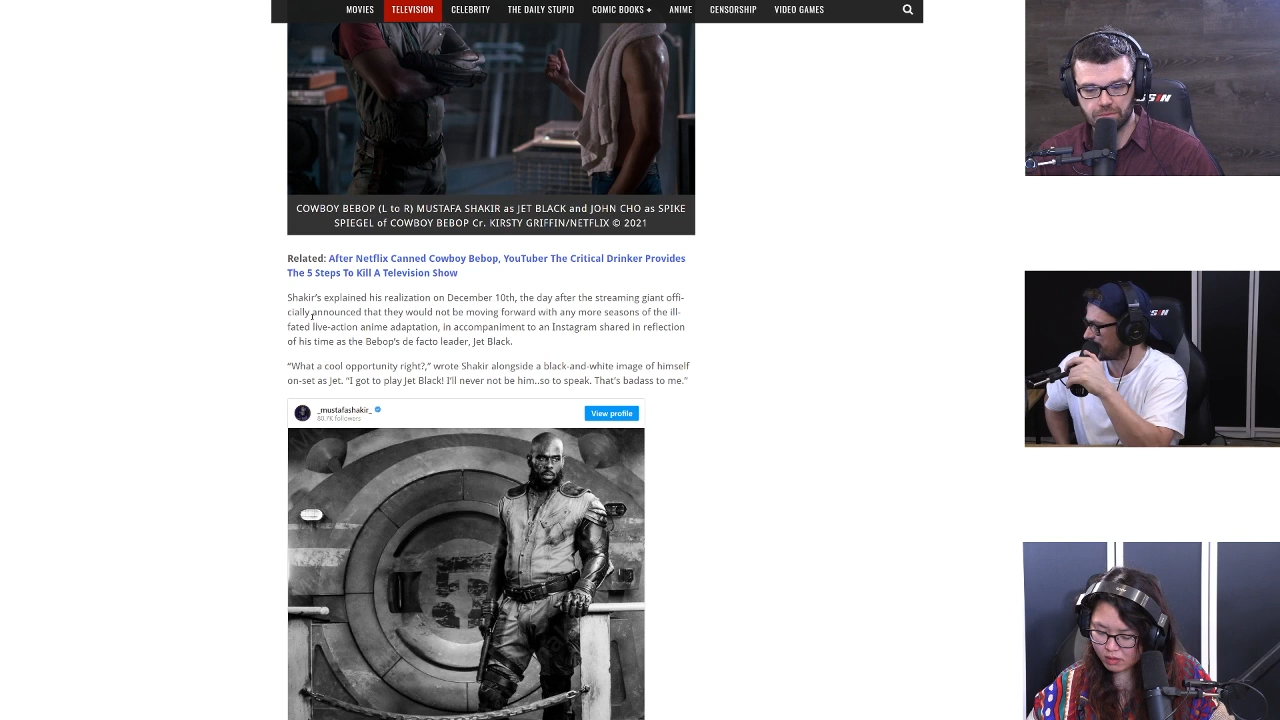 MOVIES TELEVISION CELEBRITY THE DAILY STUPID COMIC BOOKS + ANIME CENSORSHIP VIDEO GAMES
COWBOY BEBOP (L to R) MUSTAFA SHAKIR as JET BLACK and JOHN CHO as SPIKE
SPIEGEL of COWBOY BEBOP Cr. KIRSTY GRIFFIN/NETFLIX © 2021
Related: After Netflix Canned Cowboy Bebop, YouTuber The Critical Drinker Provides
The 5 Steps To Kill A Television Show
Shakir’s explained his realization on December 10th, the day after the streaming giant offi-
cially announced that they would not be moving forward with any more seasons of the ill-
fated live-action anime adaptation, in accompaniment to an Instagram shared in reflection
of his time as the Bebop’s de facto leader, Jet Black.
“What a cool opportunity right?,” wrote Shakir alongside a black-and-white image of himself
on-set as Jet. “I got to play Jet Black! I’ll never not be him..so to speak. That’s badass to me.”
_mustafashakir_
80.7K followers
View profile